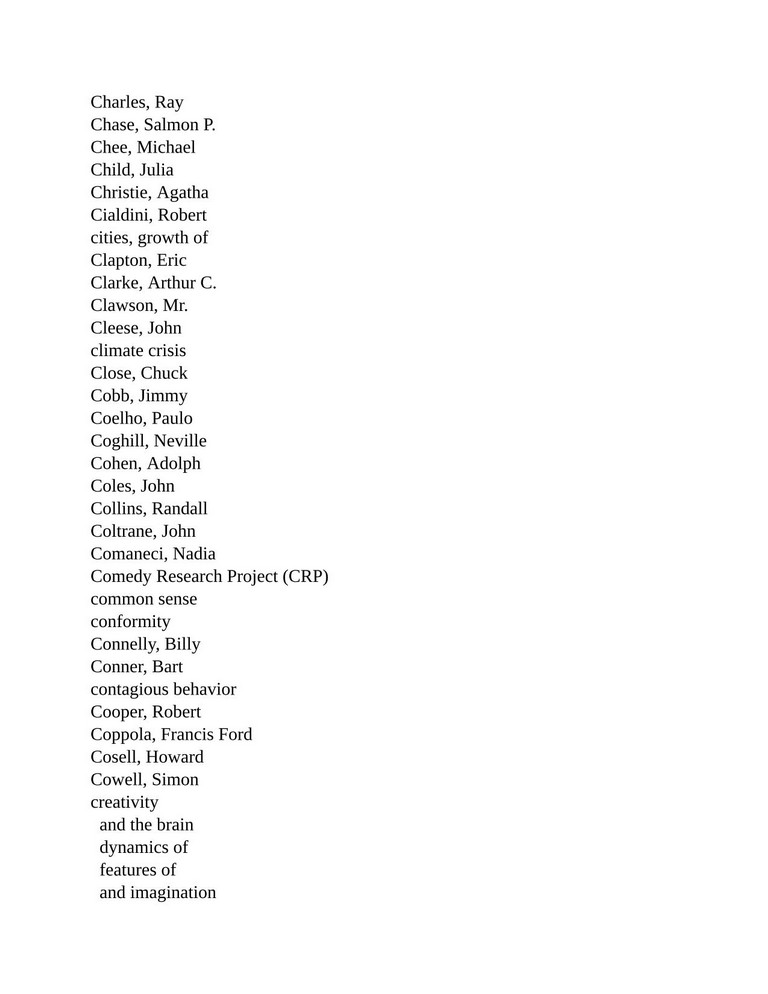 Charles, Ray
Chase, Salmon P.
Chee, Michael
Child, Julia
Christie, Agatha
Cialdini, Robert
cities, growth of
Clapton, Eric
Clarke, Arthur C.
Clawson, Mr.
Cleese, John
climate crisis
Close, Chuck
Cobb, Jimmy
Coelho, Paulo
Coghill, Neville
Cohen, Adolph
Coles, John
Collins, Randall
Coltrane, John
Comaneci, Nadia
Comedy Research Project (CRP)
common sense
conformity
Connelly, Billy
Conner, Bart
contagious behavior
Cooper, Robert
Coppola, Francis Ford
Cosell, Howard
Cowell, Simon
creativity
and the brain
dynamics of
features of
and imagination